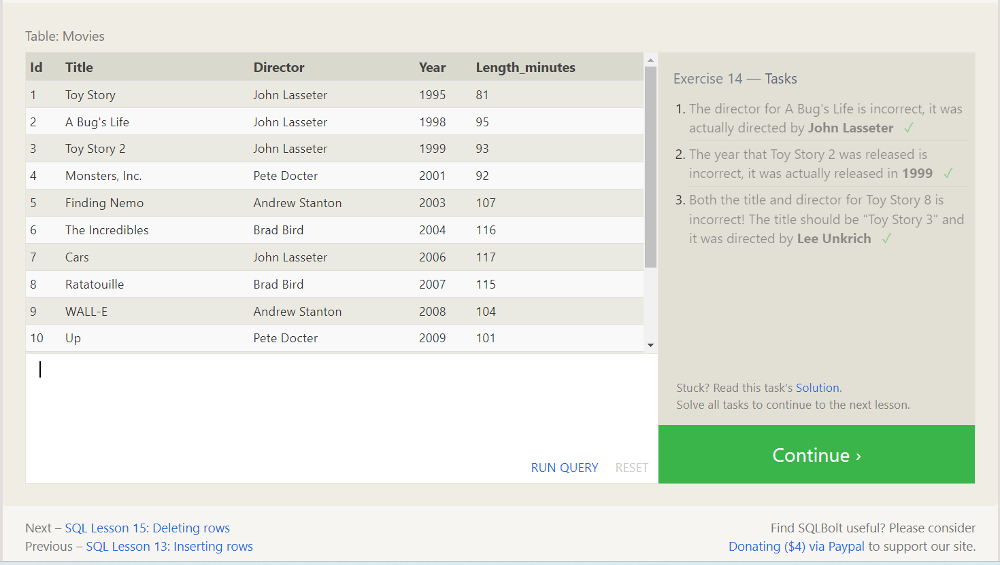 Table: Movies
Id Title Director Year Length_minutes
1 Toy Story John Lasseter 1995 81
2 A Bug's Life John Lasseter 1998 95
3 Toy Story 2 John Lasseter 1999 93
4 Monsters, Inc. Pete Docter 2001 92
5 Finding Nemo Andrew Stanton 2003 107
6 The Incredibles Brad Bird 2004 116
7 Cars John Lasseter 2006 117
8 Ratatouille Brad Bird 2007 115
9 WALL-E Andrew Stanton 2008 104
10 Up Pete Docter 2009 101
RUN QUERY RESET
Exercise 14 — Tasks
1. The director for A Bug's Life is incorrect, it was
actually directed by John Lasseter ✓
2. The year that Toy Story 2 was released is
incorrect, it was actually released in 1999 ✓
3. Both the title and director for Toy Story 8 is
incorrect! The title should be "Toy Story 3" and
it was directed by Lee Unkrich ✓
Stuck? Read this task's Solution.
Solve all tasks to continue to the next lesson.
Continue ›
Next – SQL Lesson 15: Deleting rows
Previous – SQL Lesson 13: Inserting rows
Find SQLBolt useful? Please consider
Donating ($4) via Paypal to support our site.